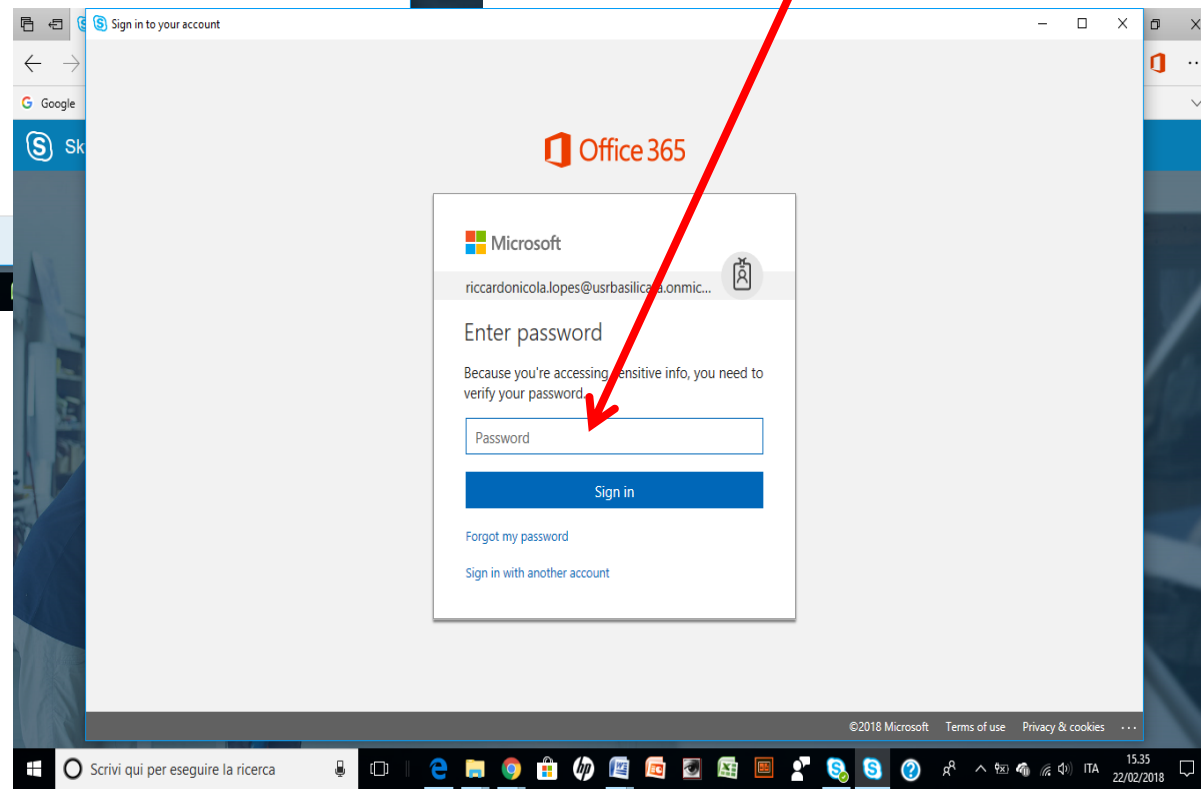 Sign in to your account
Google
Sk
Office 365
Microsoft
riccardonicola.lopes@usrbasilicata.onmic...
Enter password
Because you're accessing sensitive info, you need to
verify your password.
Password
Sign in
Forgot my password
Sign in with another account
©2018 Microsoft Terms of use Privacy & cookies ...
Scrivi qui per eseguire la ricerca
ITA
15.35
22/02/2018